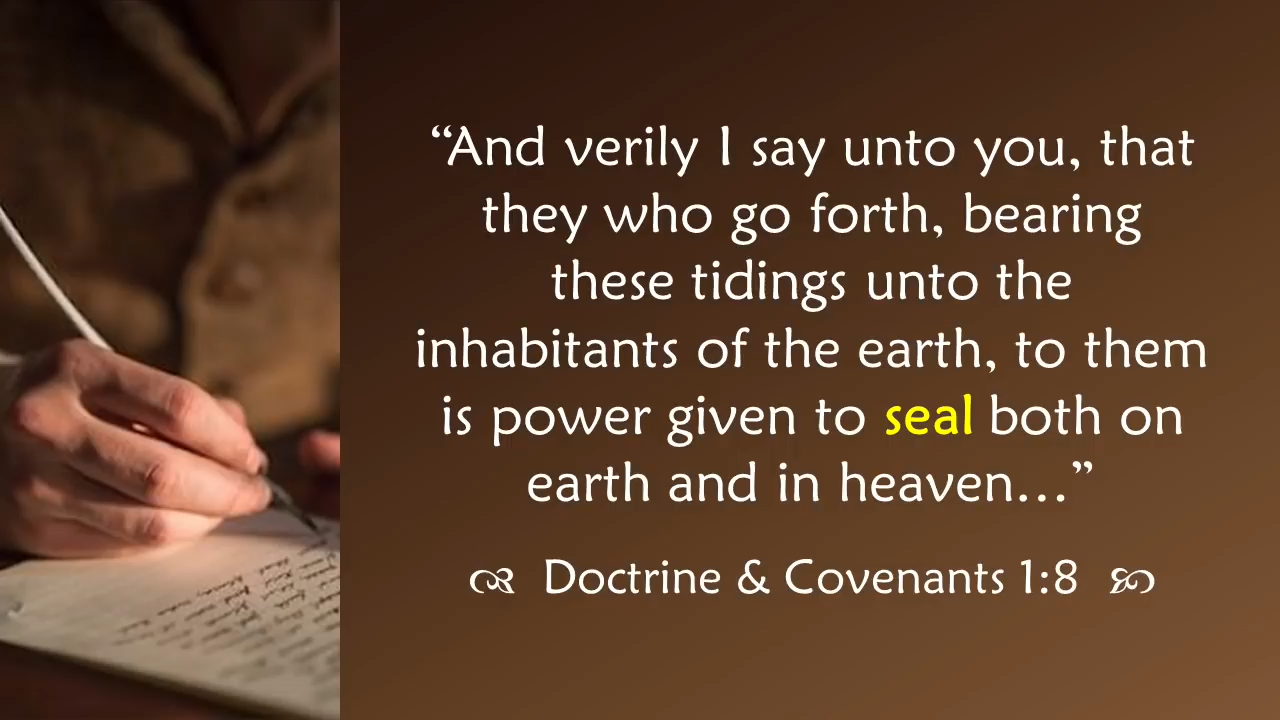 “And verily I say unto you, that
they who go forth, bearing
these tidings unto the
inhabitants of the earth, to them
is power given to seal both on
earth and in heaven…”
Doctrine & Covenants 1:8